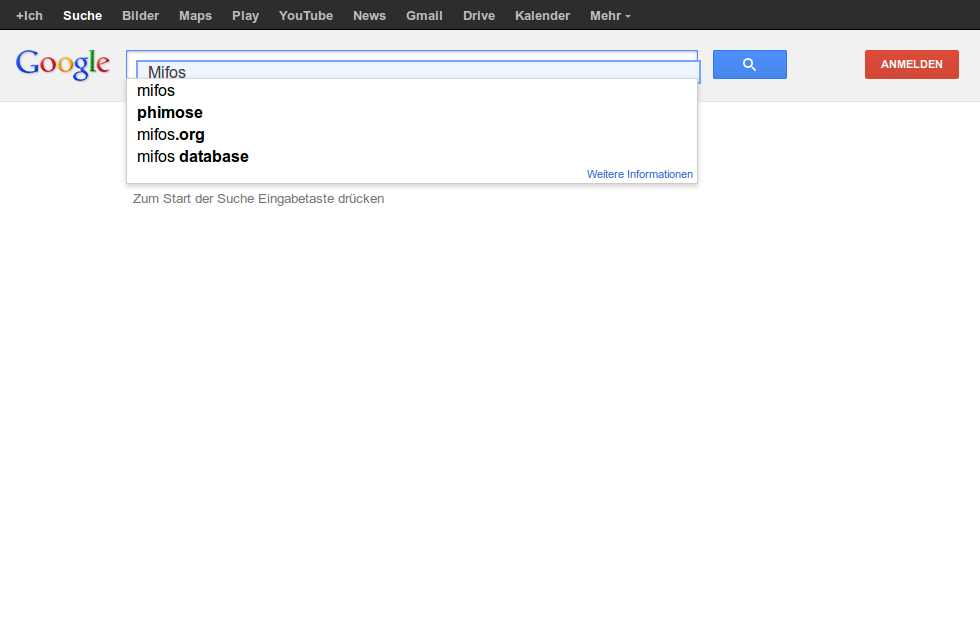 +Ich Suche Bilder Maps Play YouTube News Gmail Drive Kalender Mehr
Google
Mifos
ANMELDEN
mifos
phimose
mifos.org
mifos database
Weitere Informationen
Zum Start der Suche Eingabetaste drücken